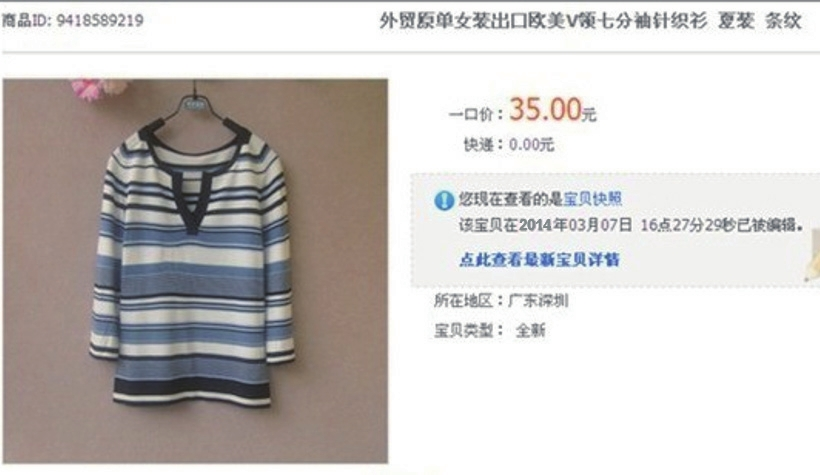 商品ID: 9418589219
外贸原单女装出口欧美V领七分袖针织衫 夏装 条纹
一口价：35.00元
快递：0.00元
您现在查看的是宝贝快照
该宝贝在2014年03月07日 16点27分29秒已被编辑。
点此查看最新宝贝详情
所在地区：广东深圳
宝贝类型： 全新